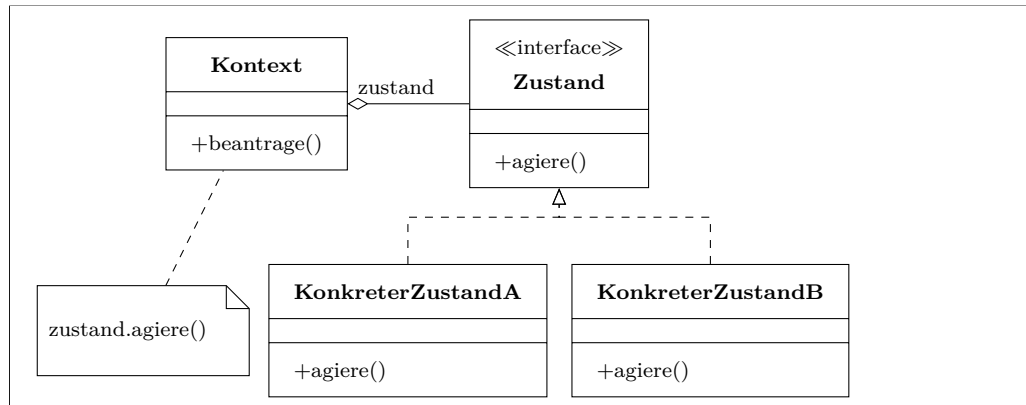 Kontext
+beantrage()
zustand
≪interface≫
Zustand
+agiere()
zustand.agiere()
KonkreterZustandA
+agiere()
KonkreterZustandB
+agiere()